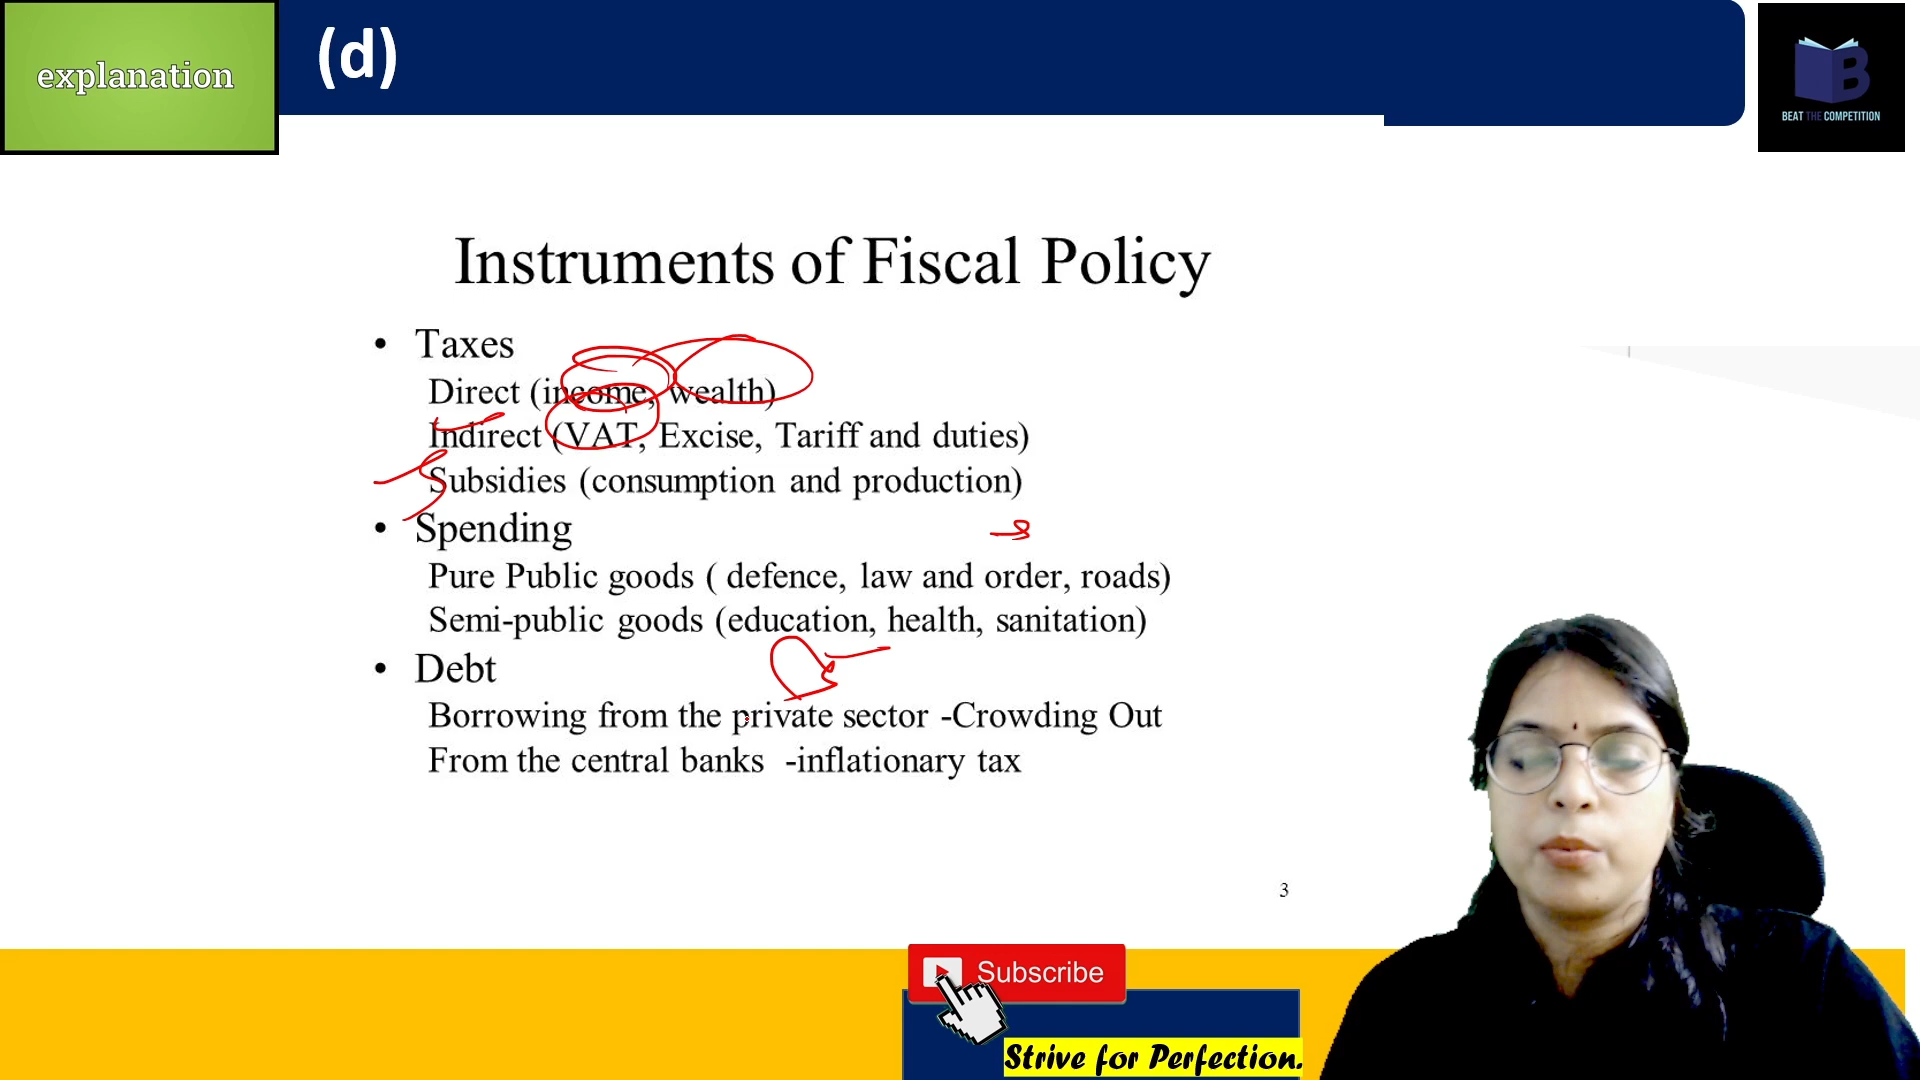 explanation
(d)
BEAT THE COMPETITION
Instruments of Fiscal Policy
• Taxes
Direct (income, wealth)
Indirect (VAT, Excise, Tariff and duties)
Subsidies (consumption and production)
• Spending
Pure Public goods ( defence, law and order, roads)
Semi-public goods (education, health, sanitation)
• Debt
Borrowing from the private sector -Crowding Out
From the central banks -inflationary tax
3
Subscribe
Strive for Perfection.